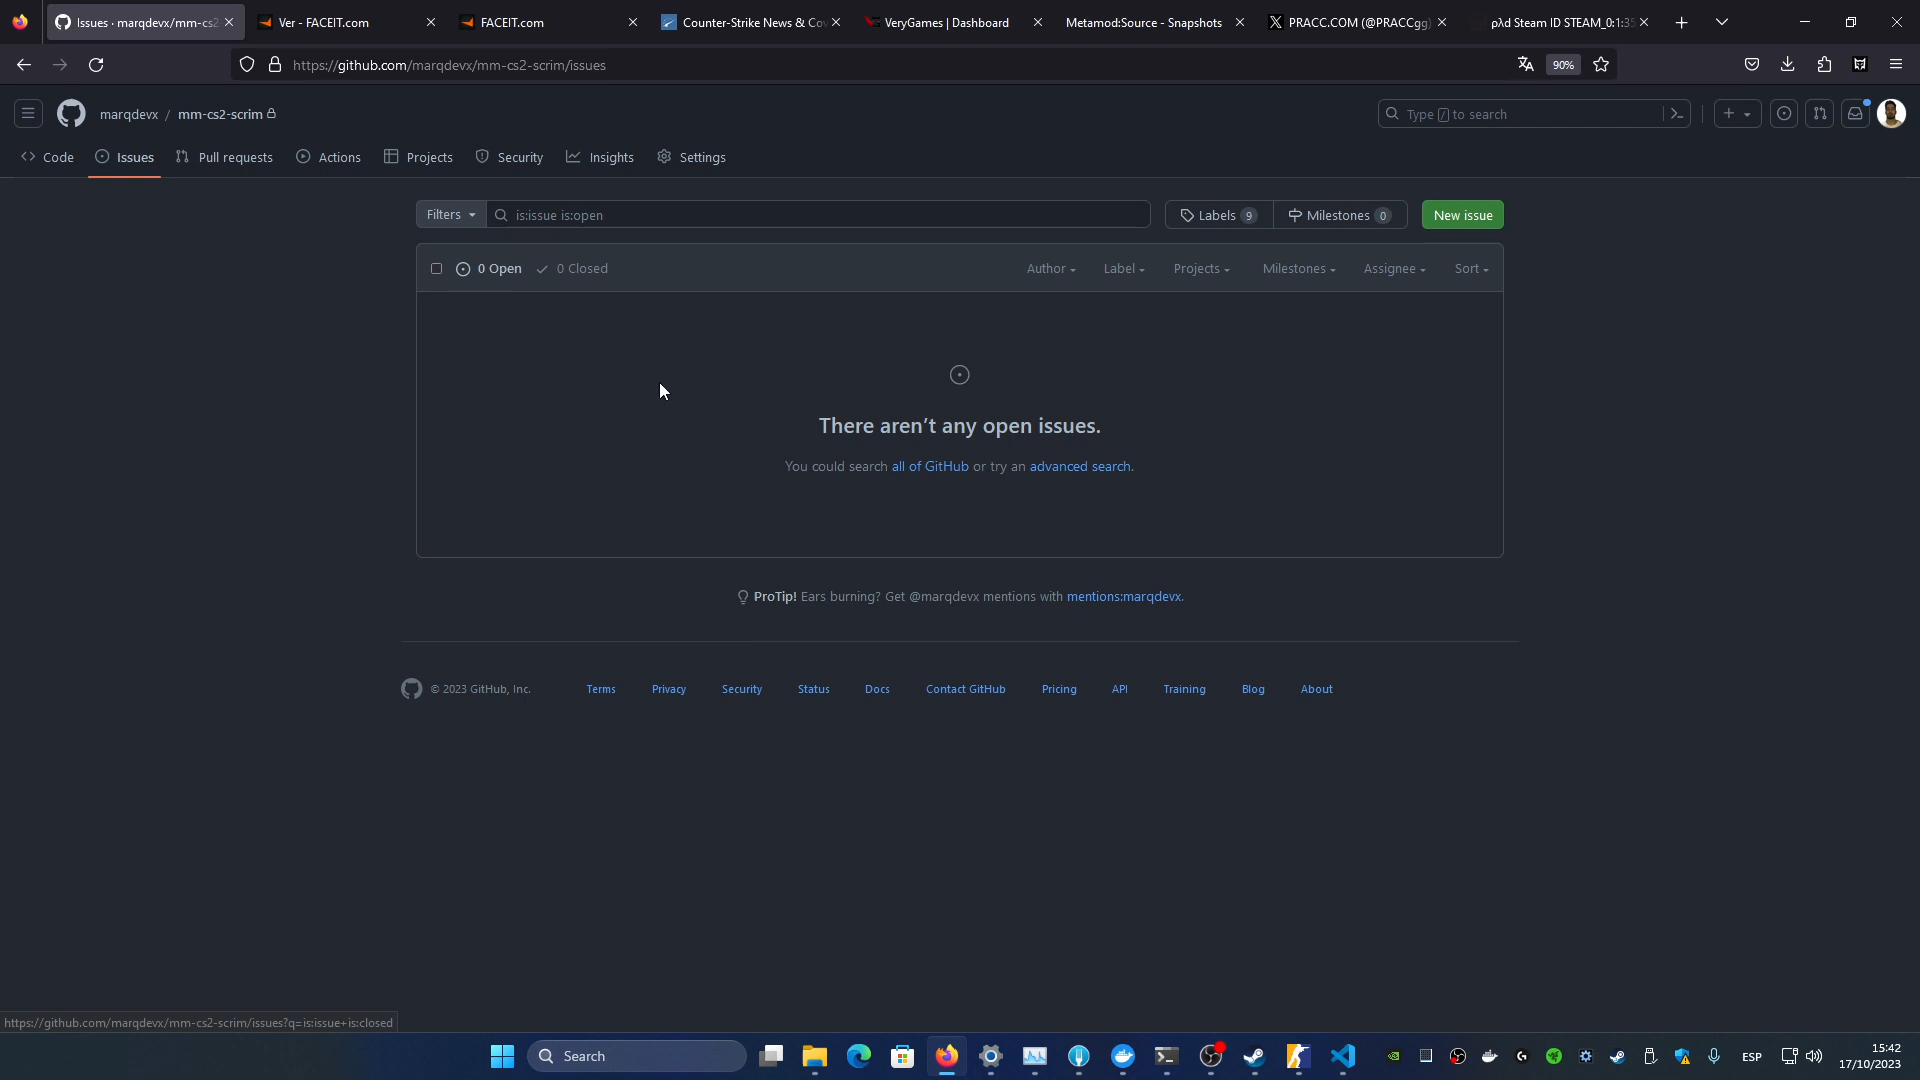 Issues · marqdevx/mm-cs2
Ver - FACEIT.com
FACEIT.com
Counter-Strike News & Cov
VeryGames | Dashboard
Metamod:Source - Snapshots
PRACC.COM (@PRACCgg)
ρλd Steam ID STEAM_0:1:35
https://github.com/marqdevx/mm-cs2-scrim/issues
90%
marqdevx / mm-cs2-scrim
Type / to search
Code
Issues
Pull requests
Actions
Projects
Security
Insights
Settings
Filters
is:issue is:open
Labels 9
Milestones 0
New issue
0 Open
0 Closed
Author
Label
Projects
Milestones
Assignee
Sort
There aren’t any open issues.
You could search all of GitHub or try an advanced search.
ProTip! Ears burning? Get @marqdevx mentions with mentions:marqdevx.
© 2023 GitHub, Inc.
Terms
Privacy
Security
Status
Docs
Contact GitHub
Pricing
API
Training
Blog
About
https://github.com/marqdevx/mm-cs2-scrim/issues?q=is:issue+is:closed
Search
ESP
15:42
17/10/2023